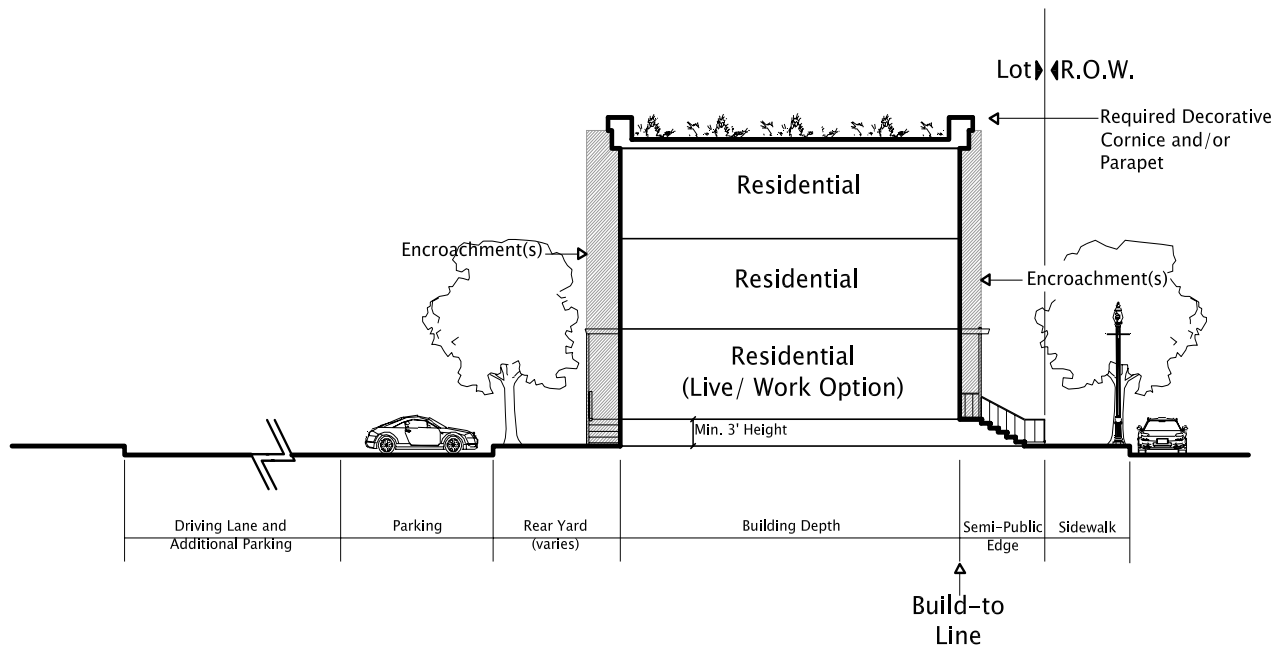 Lot R.O.W.
Required Decorative
Cornice and/or
Parapet
Residential
Encroachment(s)
Residential
Encroachment(s)
Residential
(Live/ Work Option)
Min. 3' Height
Driving Lane and
Additional Parking
Parking
Rear Yard
(varies)
Building Depth
Semi-Public
Edge
Sidewalk
Build-to
Line